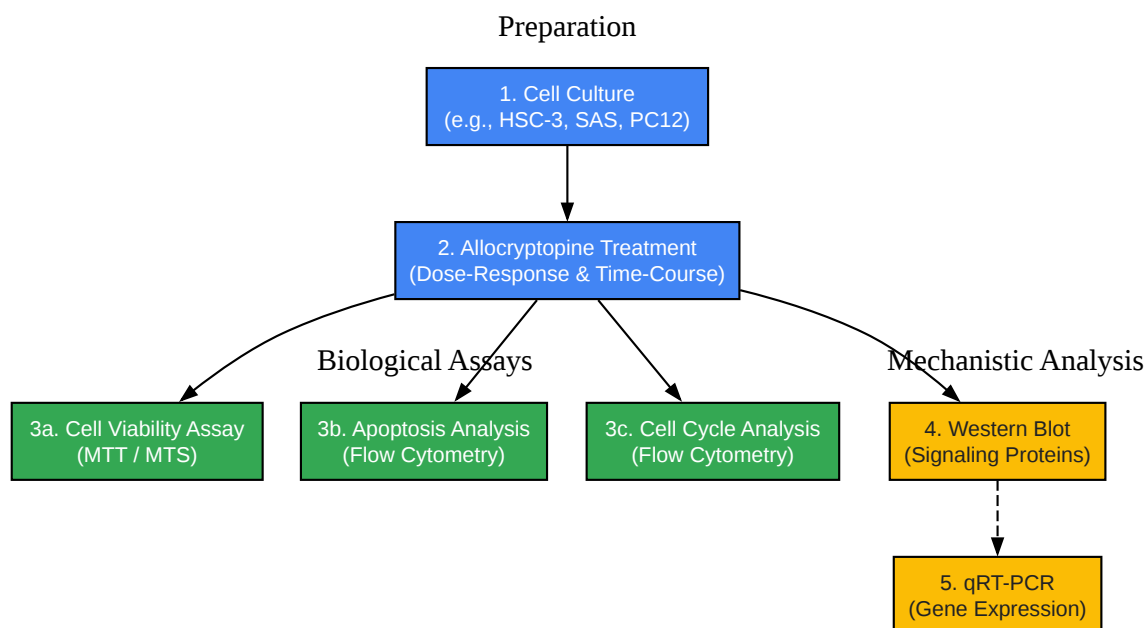 Preparation
1. Cell Culture
(e.g., HSC-3, SAS, PC12)
2. Allocryptopine Treatment
(Dose-Response & Time-Course)
Biological Assays
Mechanistic Analysis
3a. Cell Viability Assay
(MTT / MTS)
3b. Apoptosis Analysis
(Flow Cytometry)
3c. Cell Cycle Analysis
(Flow Cytometry)
4. Western Blot
(Signaling Proteins)
5. qRT-PCR
(Gene Expression)